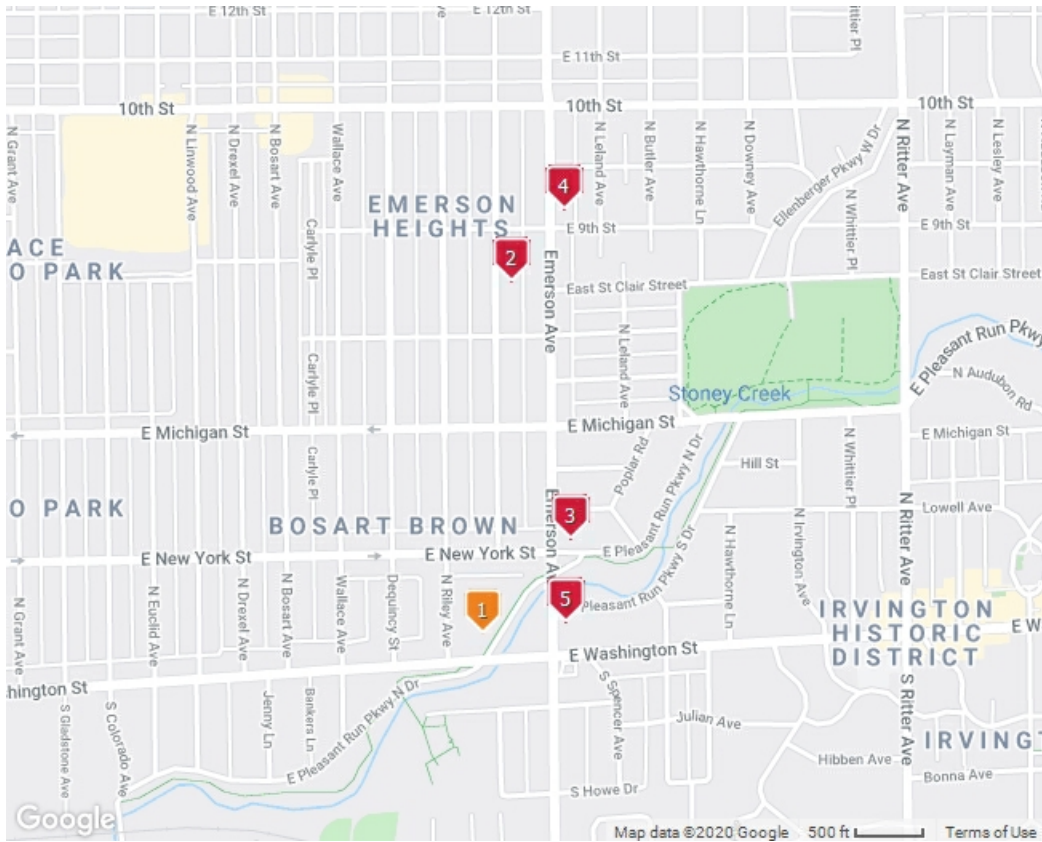 E 12th St
Ave
E 12th St
N Whittier Pl
E 11th St
10th St
10th St
10th St
N Grant Ave
N Linwood Ave
N Drexel Ave
N Bosart Ave
Wallace Ave
N Leland Ave
N Butler Ave
N Hawthorne Ln
N Downey Ave
Ellenberger Pkwy W Dr
N Ritter Ave
N Layman Ave
N Lesley Ave
4
EMERSON
HEIGHTS
E 9th St
E 9th St
N Whittier Pl
Carlyle Pl
ACE
O PARK
2
Emerson Ave
East St Clair Street
East St Clair Street
N Leland Ave
E Pleasant Run Pkwy
N Audubon Rd
Carlyle Pl
Stoney Creek
E Michigan St
E Michigan St
E Michigan St
Carlyle Pl
Poplar Rd
E Pleasant Run Pkwy N Dr
Hill St
N Whittier Pl
O PARK
BOSART BROWN
Emerson Ave
3
Lowell Ave
N Ritter Ave
E New York St
E New York St
E Pleasant Run Pkwy S Dr
N Hawthorne Ln
N Irvington Ave
N Grant Ave
N Euclid Ave
N Drexel Ave
N Bosart Ave
Wallace Ave
Dequincy St
N Riley Ave
1
5
Pleasant Run Pkwy
IRVINGTON
HISTORIC
DISTRICT
E W
E Washington St
shington St
S Gladstone Ave
S Colorado Ave
Jenny Ln
Bankers Ln
E Pleasant Run Pkwy N Dr
S Spencer Ave
Julian Ave
S Ritter Ave
IRVINGT
Hibben Ave
Bonna Ave
S Howe Dr
Google
Map data ©2020 Google
500 ft
Terms of Use